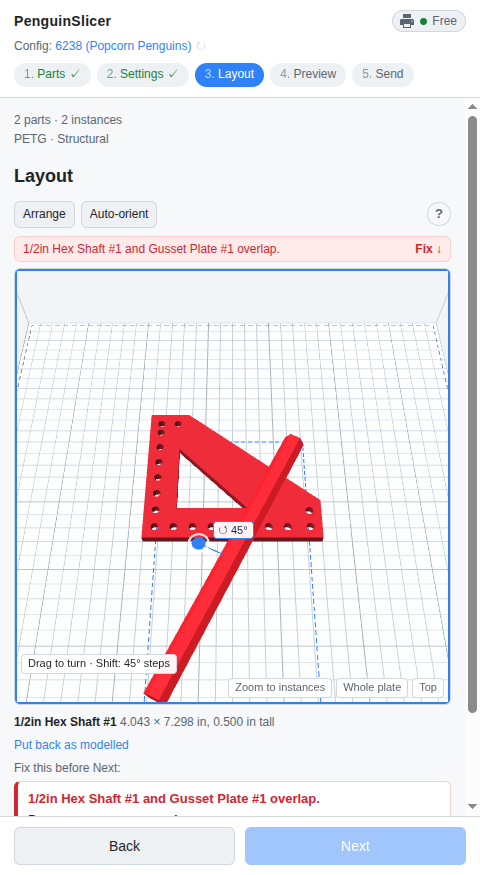 PenguinSlicer
Free
Config: 6238 (Popcorn Penguins)
1. Parts ✓
2. Settings ✓
3. Layout
4. Preview
5. Send
2 parts · 2 instances
PETG · Structural
Layout
Arrange
Auto-orient
?
1/2in Hex Shaft #1 and Gusset Plate #1 overlap.
Fix ↓
45°
Drag to turn · Shift: 45° steps
Zoom to instances
Whole plate
Top
1/2in Hex Shaft #1 4.043 × 7.298 in, 0.500 in tall
Put back as modelled
Fix this before Next:
1/2in Hex Shaft #1 and Gusset Plate #1 overlap.
Back
Next